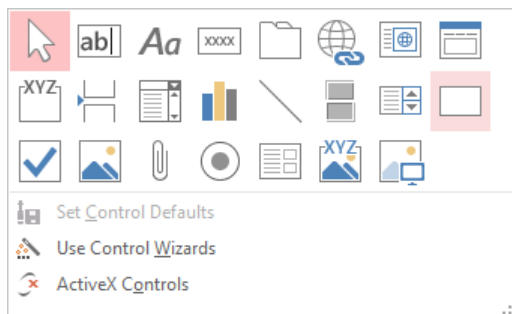 ab
Aa
xxxx
XYZ
XYZ
Set Control Defaults
Use Control Wizards
ActiveX Controls